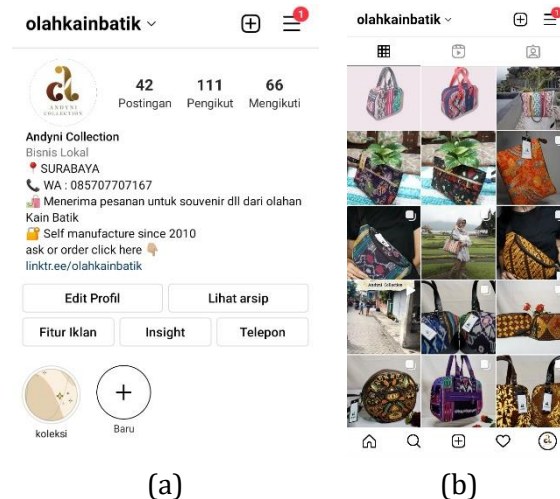 olahkainbatik
1
ANDYNI
COLLECTION
42 111 66
Postingan Pengikut Mengikuti
Andyni Collection
Bisnis Lokal
SURABAYA
WA : 085707707167
Menerima pesanan untuk souvenir dll dari olahan
Kain Batik
Self manufacture since 2010
ask or order click here
linktr.ee/olahkainbatik
Edit Profil Lihat arsip
Fitur Iklan Insight Telepon
koleksi Baru
(a)
olahkainbatik
Andyni Collection
(b)